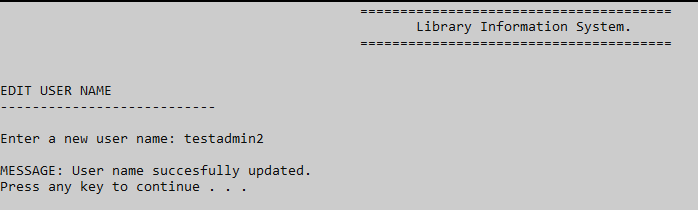 ========================================
Library Information System.
========================================
EDIT USER NAME
---------------------------
Enter a new user name: testadmin2
MESSAGE: User name succesfully updated.
Press any key to continue . . .